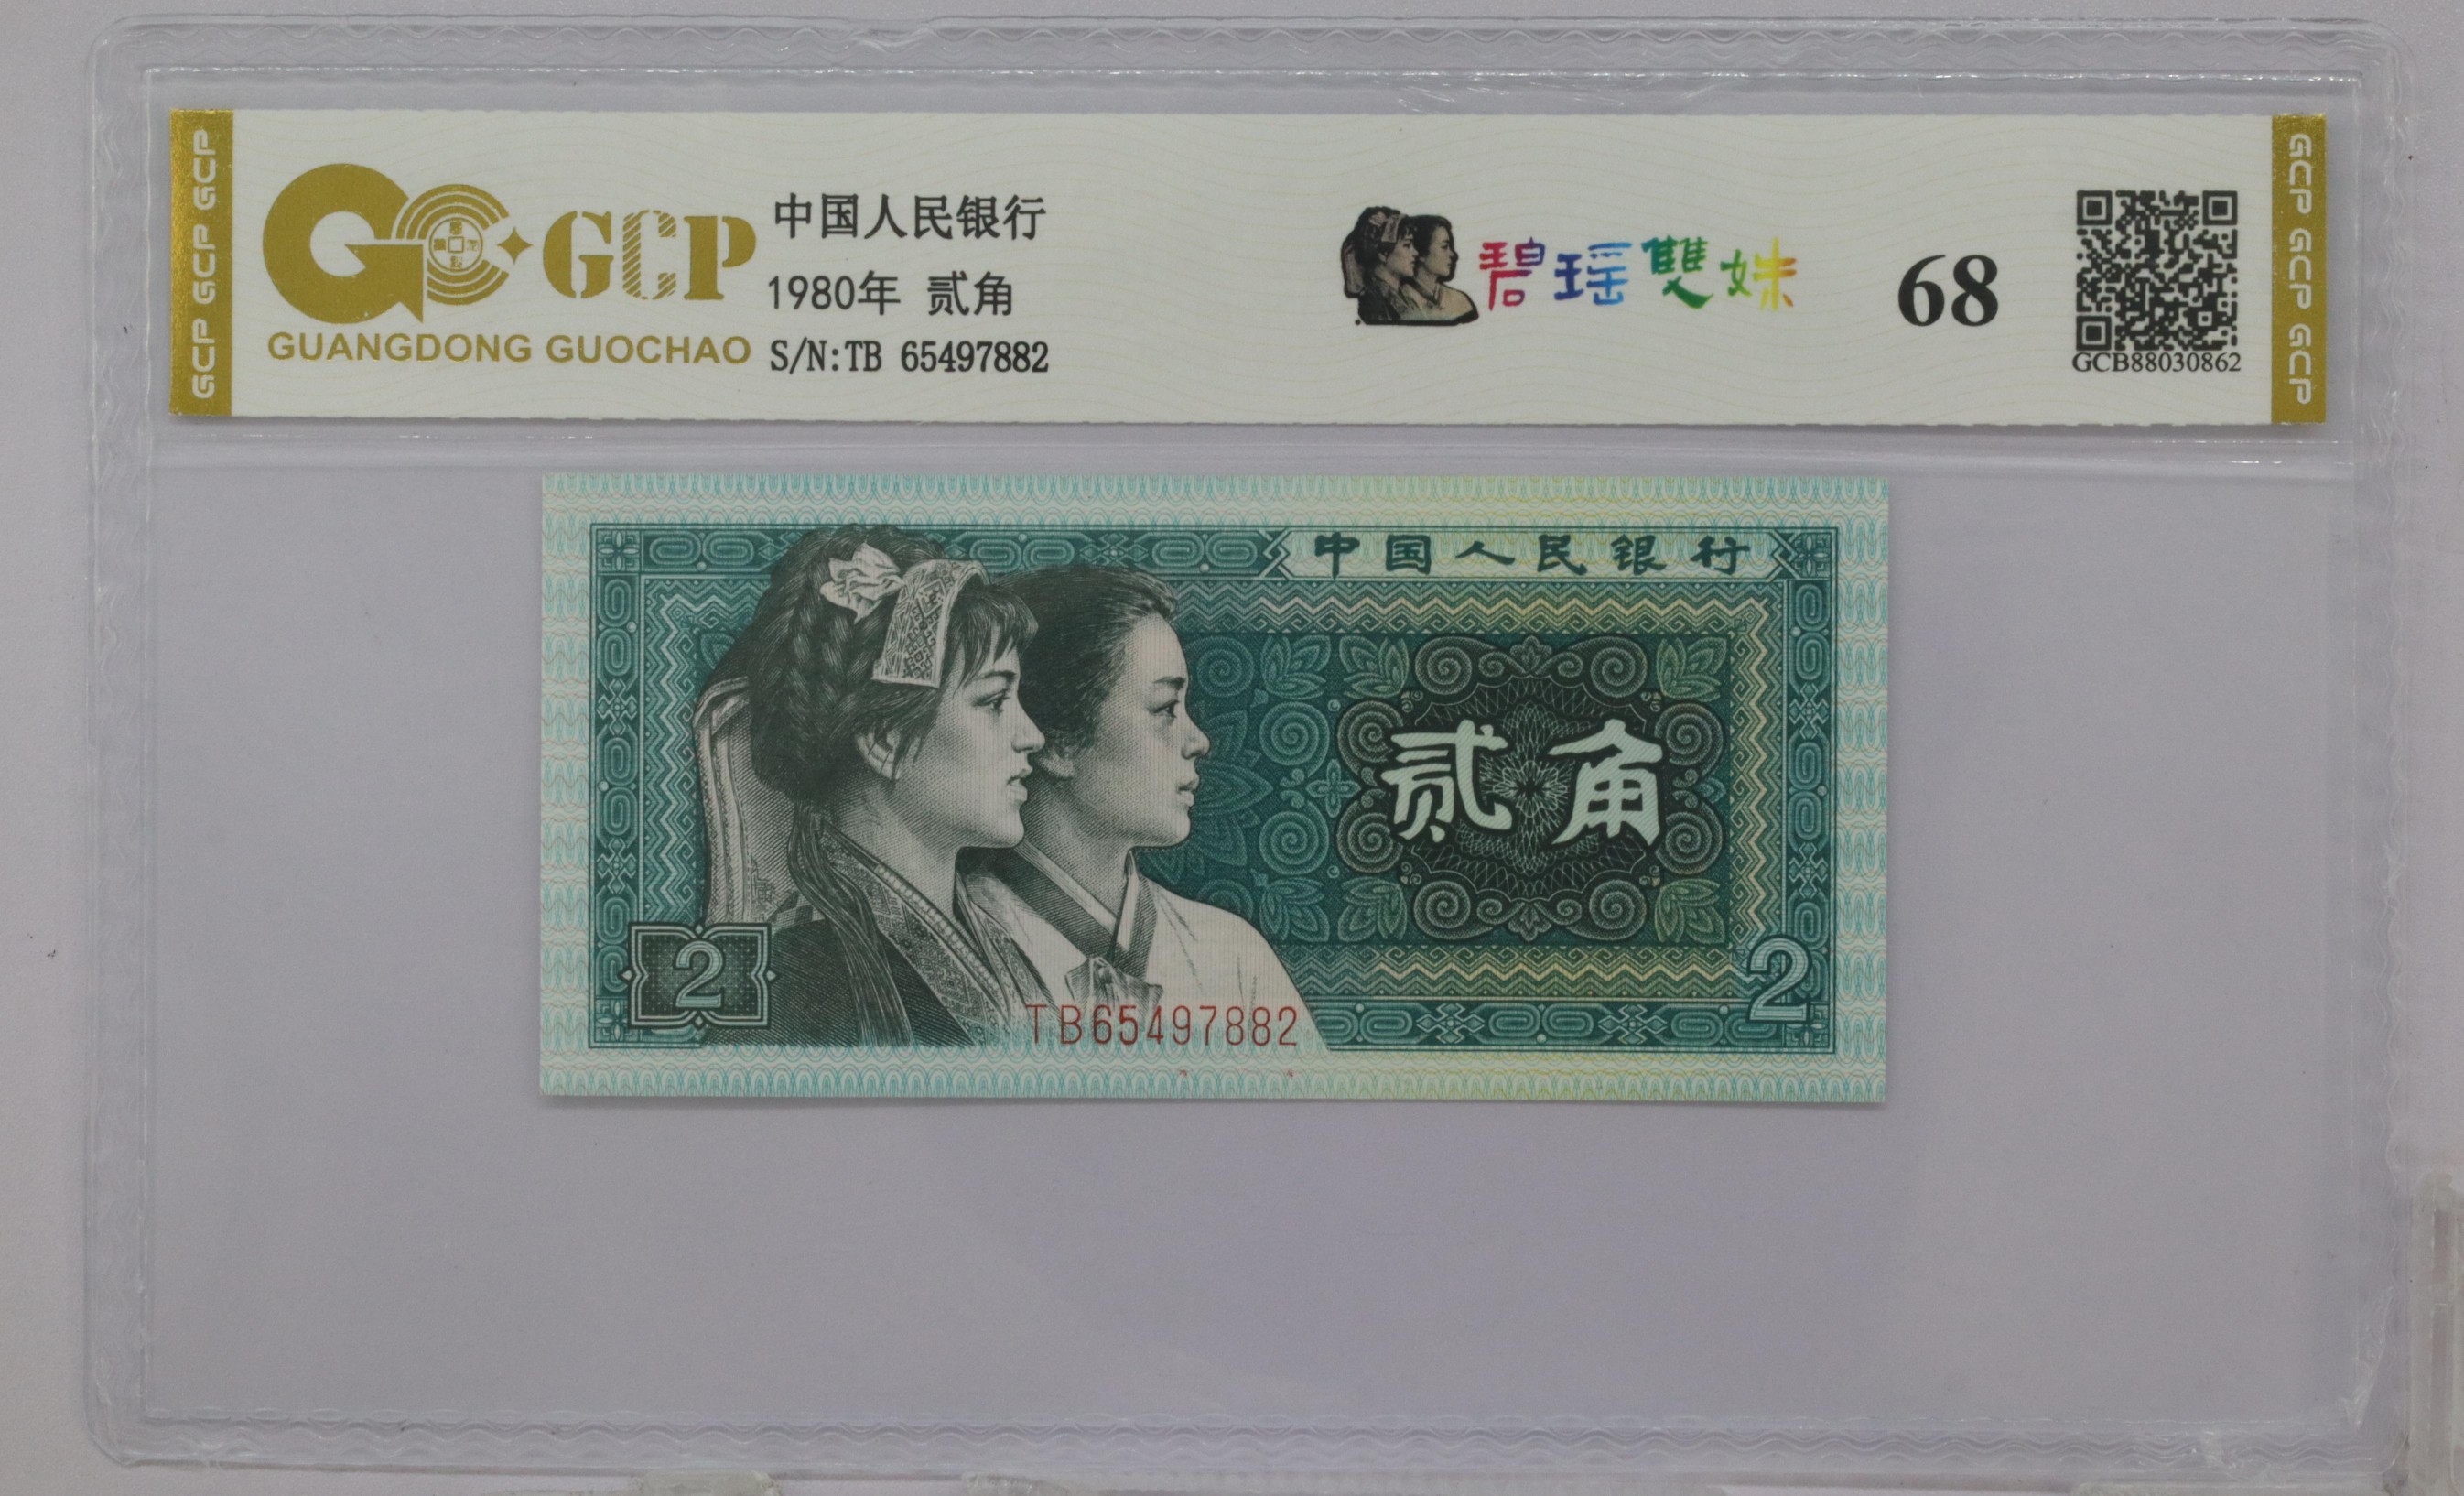 GCP GCP GCP
GCP
GUANGDONG GUOCHAO
中国人民银行
1980年 贰角
S/N:TB 65497882
碧瑶雙妹
68
GCB88030862
GCP GCP GCP
中国人民银行
贰角
2
2
TB65497882